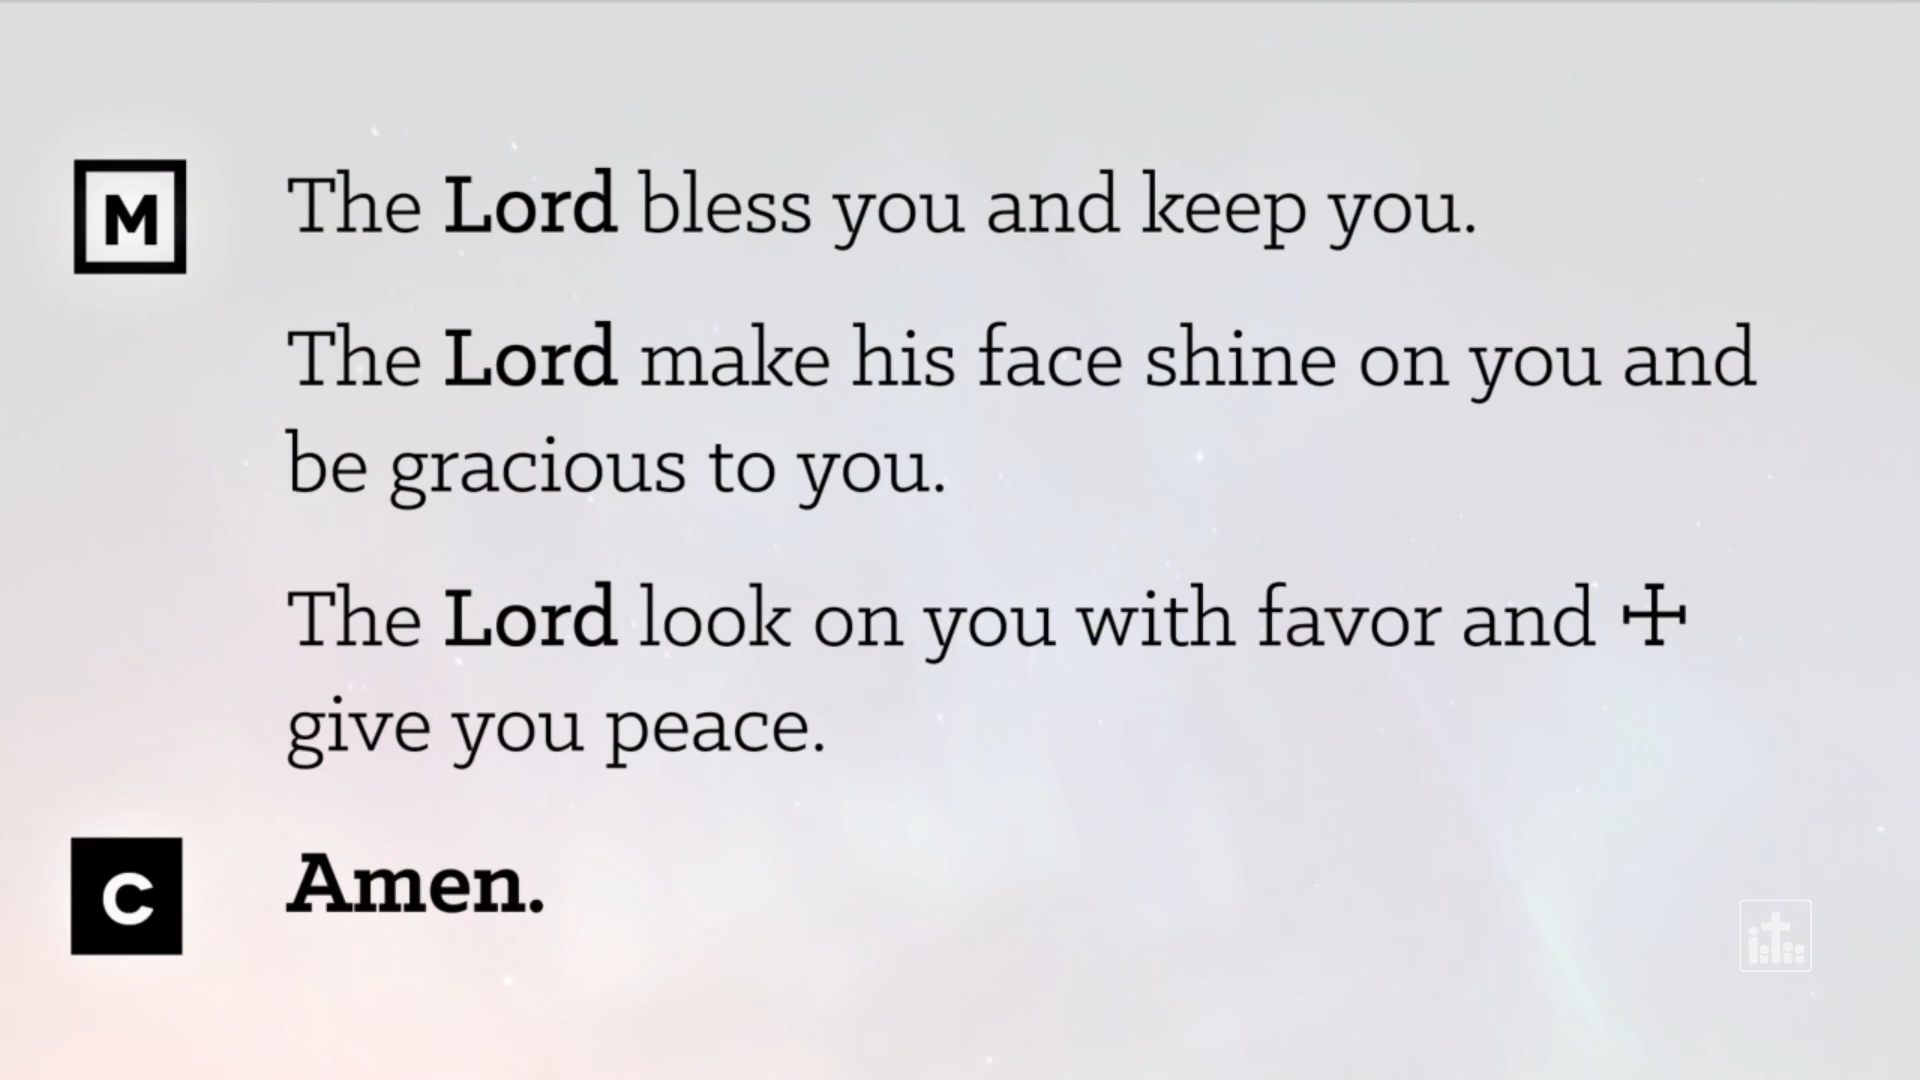 M The Lord bless you and keep you.
The Lord make his face shine on you and
be gracious to you.
The Lord look on you with favor and ☩
give you peace.
C Amen.